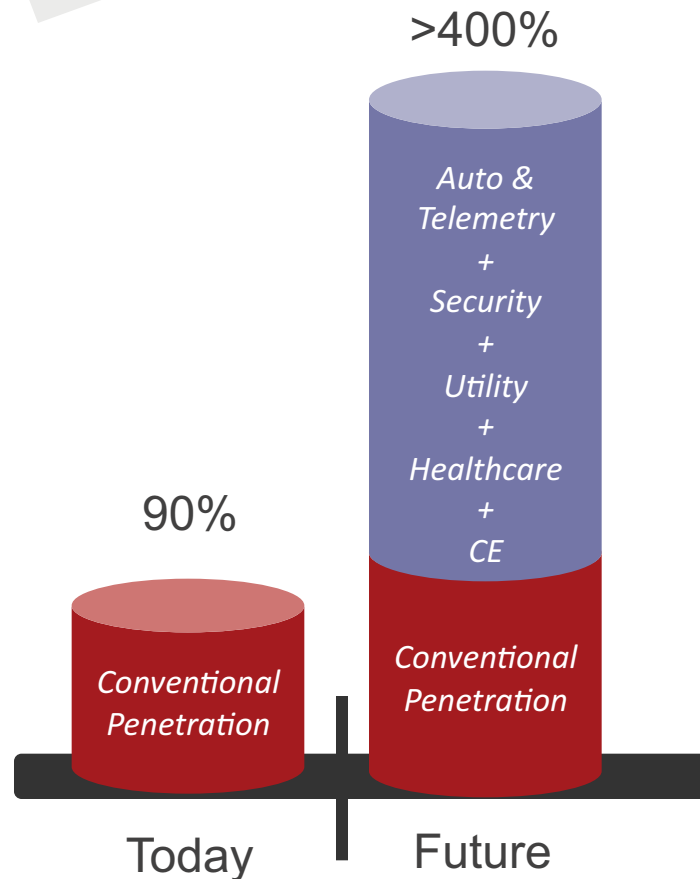 >400%
Auto &
Telemetry
+
Security
+
Utility
+
Healthcare
+
CE
90%
Conventional
Penetration
Conventional
Penetration
Today
Future